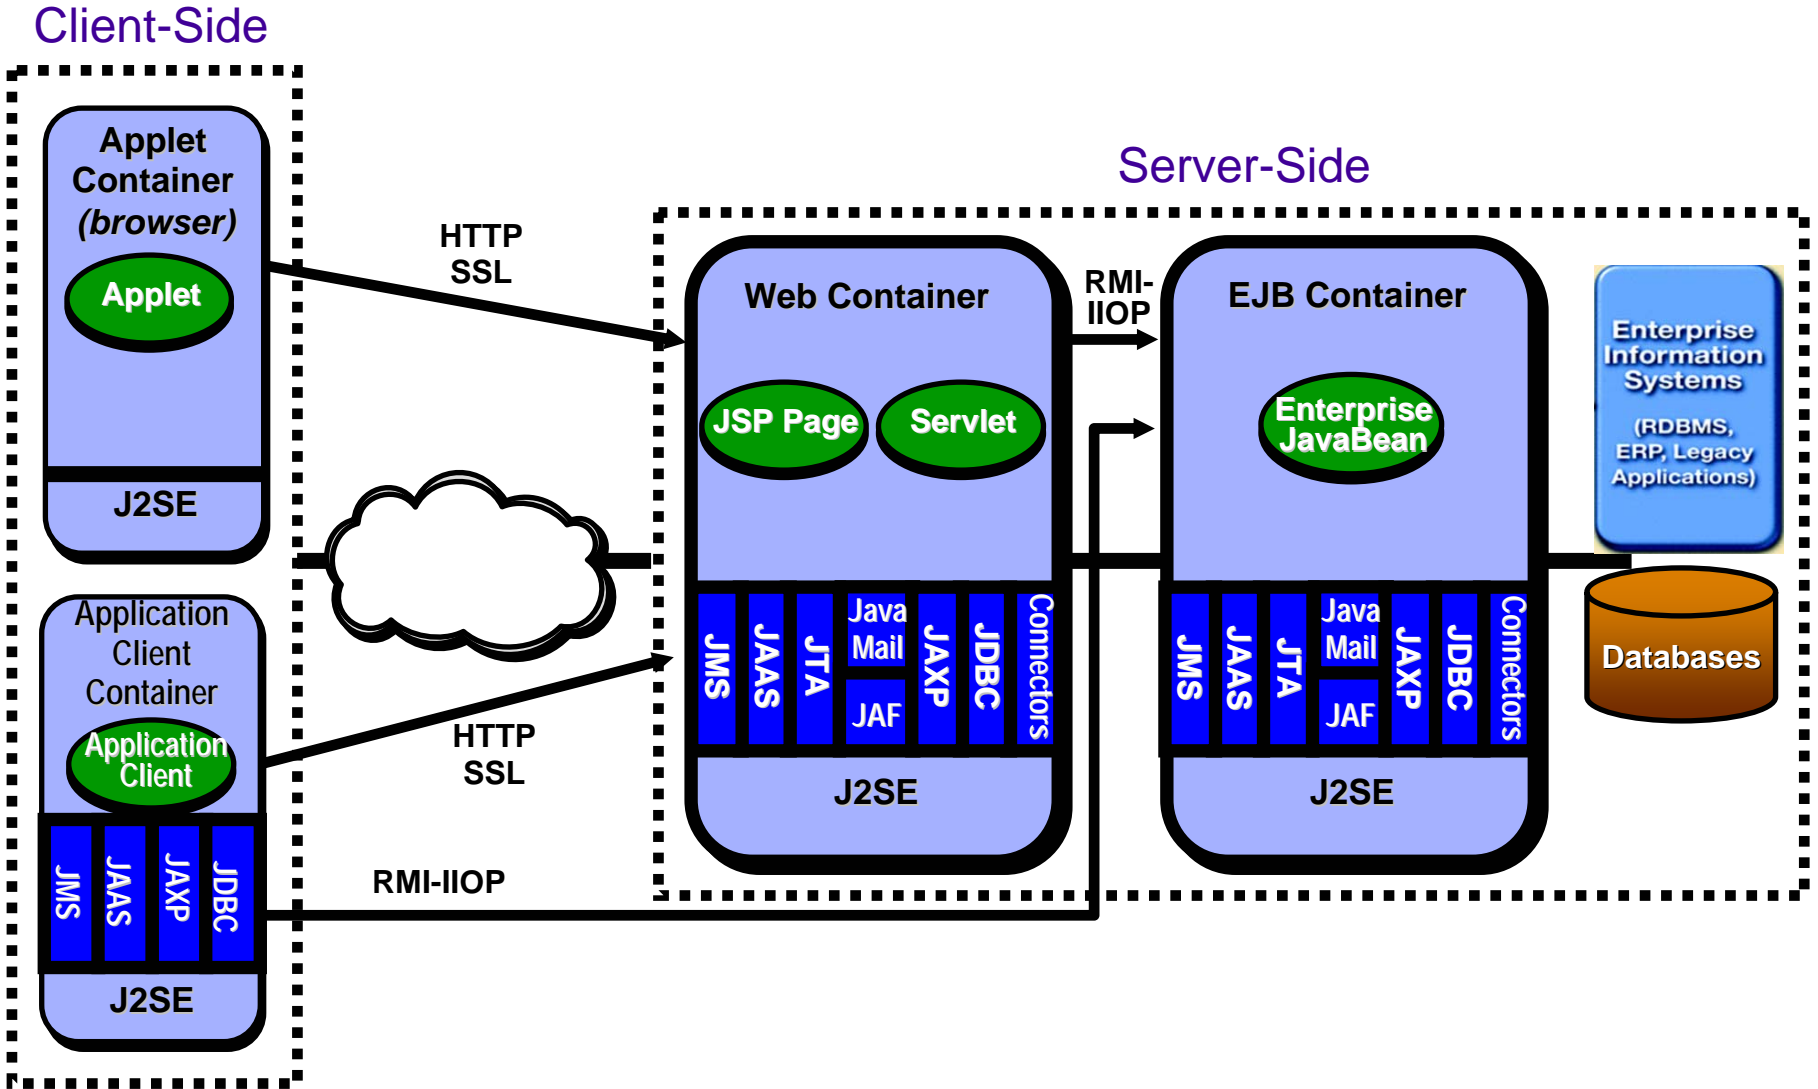 Client-Side
Applet
Container
(browser)
Applet
J2SE
Application
Client
Container
Application
Client
JMS
JAAS
JAXP
JDBC
J2SE
HTTP
SSL
HTTP
SSL
RMI-IIOP
Server-Side
Web Container
JSP Page
Servlet
JMS
JAAS
JTA
Java
Mail
JAF
JAXP
JDBC
Connectors
J2SE
RMI-
IIOP
EJB Container
Enterprise
JavaBean
JMS
JAAS
JTA
Java
Mail
JAF
JAXP
JDBC
Connectors
J2SE
Enterprise
Information
Systems
(RDBMS,
ERP, Legacy
Applications)
Databases